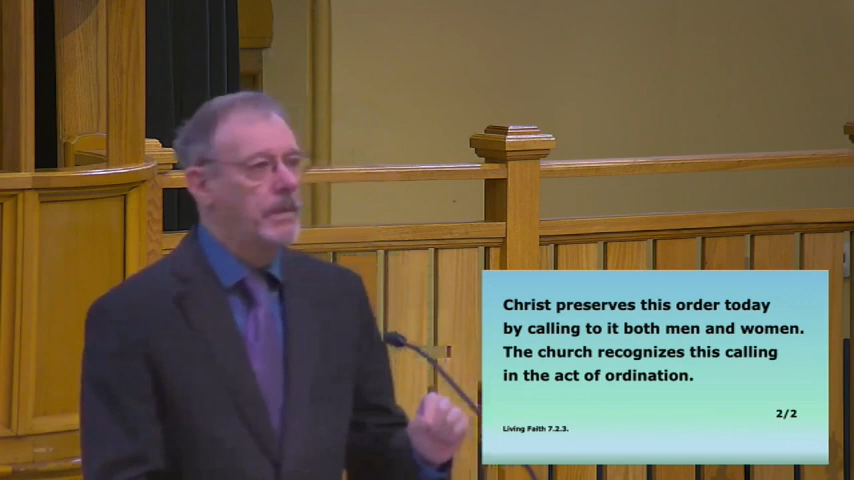 Christ preserves this order today
by calling to it both men and women.
The church recognizes this calling
in the act of ordination.
2/2
Living Faith 7.2.3.